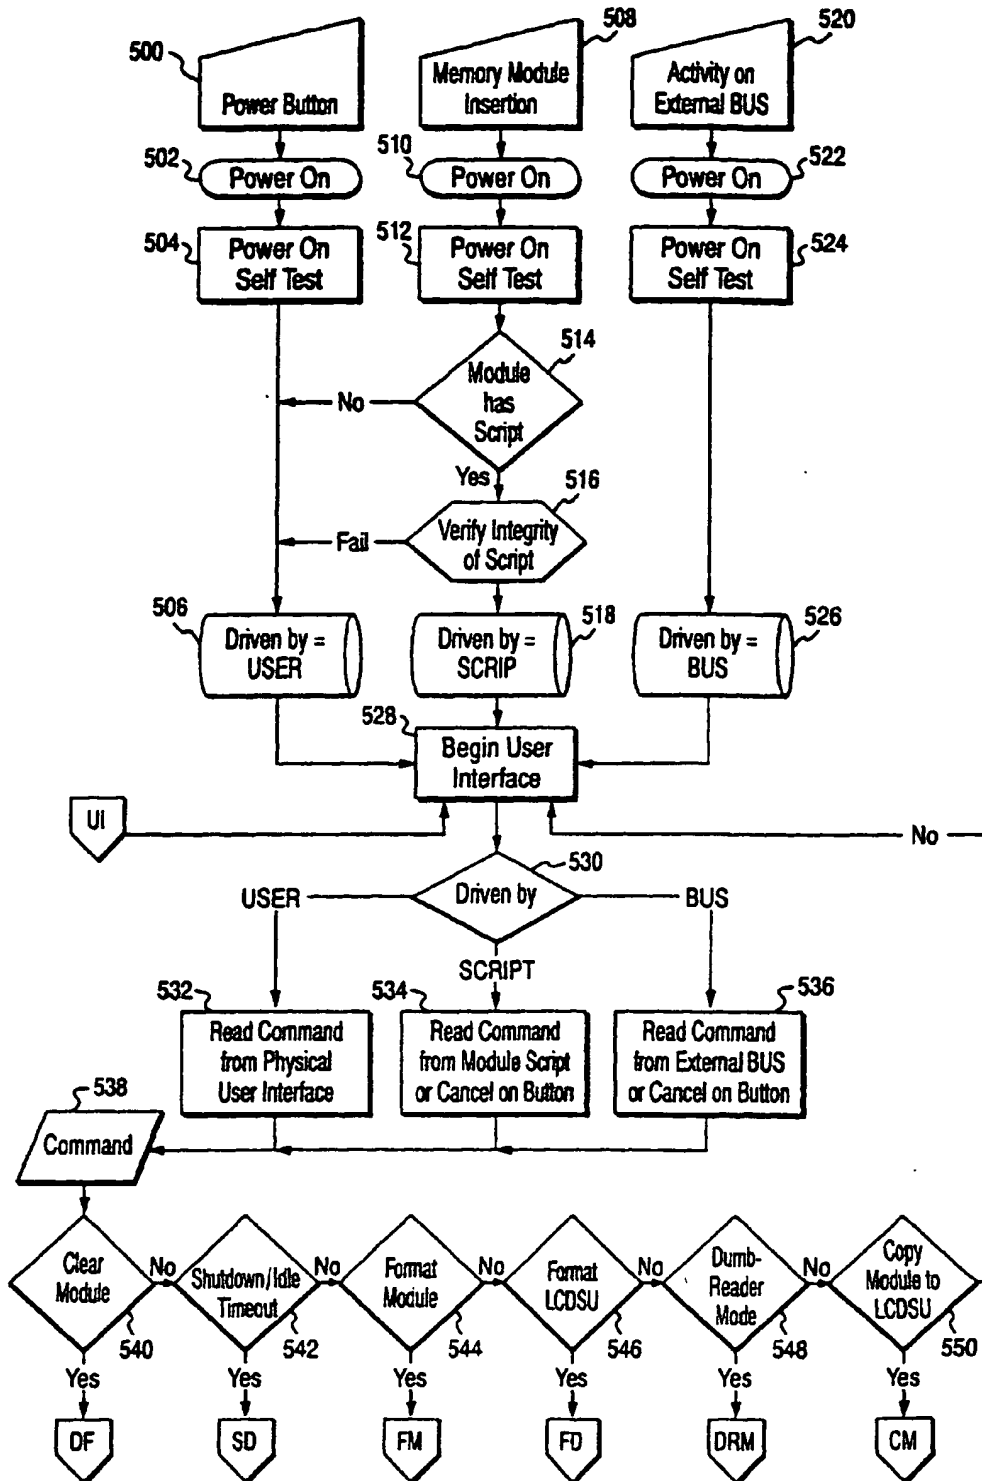 500
Power Button
508
Memory Module
Insertion
520
Activity on
External BUS
502
Power On
510
Power On
522
Power On
504
Power On
Self Test
512
Power On
Self Test
524
Power On
Self Test
514
Module
has
Script
No
Yes
516
Verify Integrity
of Script
Fail
506
Driven by =
USER
518
Driven by =
SCRIP
526
Driven by =
BUS
528
Begin User
Interface
UI
No
530
Driven by
USER
BUS
SCRIPT
532
Read Command
from Physical
User Interface
534
Read Command
from Module Script
or Cancel on Button
536
Read Command
from External BUS
or Cancel on Button
538
Command
Clear
Module
No
540
Yes
DF
Shutdown/Idle
Timeout
No
542
Yes
SD
Format
Module
No
544
Yes
FM
Format
LCDSU
No
546
Yes
FD
Dumb-
Reader
Mode
No
548
Yes
DRM
Copy
Module to
LCDSU
550
Yes
CM